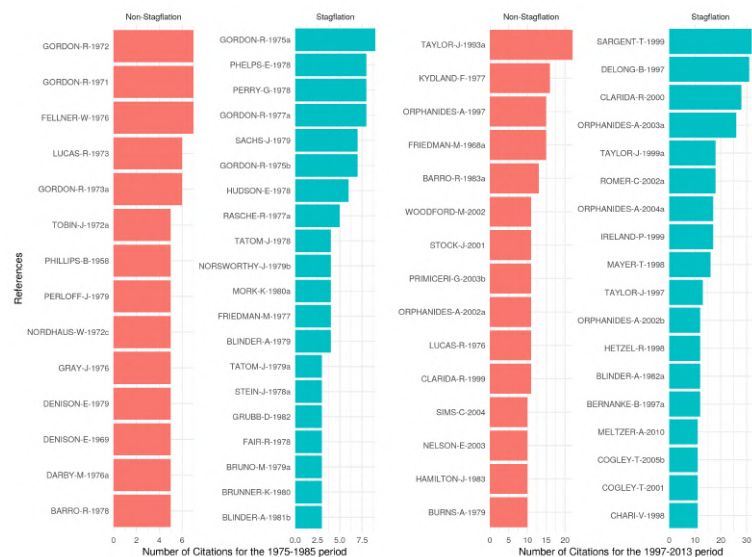 Non-Stagflation
GORDON-R-1972
GORDON-R-1971
FELLNER-W-1976
LUCAS-R-1973
GORDON-R-1973a
TOBIN-J-1972a
PHILLIPS-B-1958
PERLOFF-J-1979
NORDHAUS-W-1972c
GRAY-J-1976
DENISON-E-1979
DENISON-E-1969
DARBY-M-1976a
BARRO-R-1978
0 2 4 6
References
Stagflation
GORDON-R-1975a
PHELPS-E-1978
PERRY-G-1978
GORDON-R-1977a
SACHS-J-1979
GORDON-R-1975b
HUDSON-E-1978
RASCHE-R-1977a
TATOM-J-1978
NORSWORTHY-J-1979b
MORK-K-1980a
FRIEDMAN-M-1977
BLINDER-A-1979
TATOM-J-1979a
STEIN-J-1978a
GRUBB-D-1982
FAIR-R-1978
BRUNO-M-1979a
BRUNNER-K-1980
BLINDER-A-1981b
0.0 2.5 5.0 7.5
Number of Citations for the 1975-1985 period
Non-Stagflation
TAYLOR-J-1993a
KYDLAND-F-1977
ORPHANIDES-A-1997
FRIEDMAN-M-1968a
BARRO-R-1983a
WOODFORD-M-2002
STOCK-J-2001
PRIMICERI-G-2003b
ORPHANIDES-A-2002a
LUCAS-R-1976
CLARIDA-R-1999
SIMS-C-2004
NELSON-E-2003
HAMILTON-J-1983
BURNS-A-1979
0 5 10 15 20
Stagflation
SARGENT-T-1999
DELONG-B-1997
CLARIDA-R-2000
ORPHANIDES-A-2003a
TAYLOR-J-1999a
ROMER-C-2002a
ORPHANIDES-A-2004a
IRELAND-P-1999
MAYER-T-1998
TAYLOR-J-1997
ORPHANIDES-A-2002b
HETZEL-R-1998
BLINDER-A-1982a
BERNANKE-B-1997a
MELTZER-A-2010
COGLEY-T-2005b
COGLEY-T-2001
CHARI-V-1998
0 10 20 30
Number of Citations for the 1997-2013 period